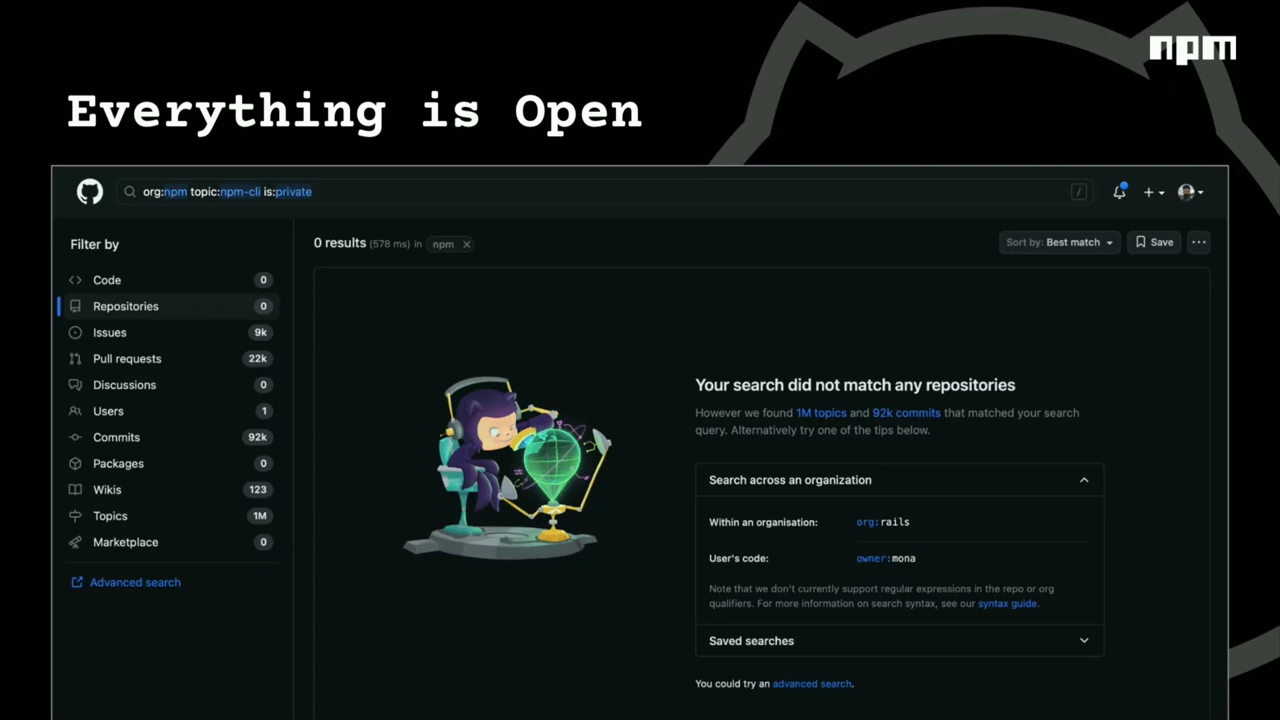 npm
Everything is Open
org:npm topic:npm-cli is:private
/
Filter by
Code 0
Repositories 0
Issues 9k
Pull requests 22k
Discussions 0
Users 1
Commits 92k
Packages 0
Wikis 123
Topics 1M
Marketplace 0
Advanced search
0 results (578 ms) in npm
Sort by: Best match
Save
Your search did not match any repositories
However we found 1M topics and 92k commits that matched your search
query. Alternatively try one of the tips below.
Search across an organization
Within an organisation: org:rails
User's code: owner:mona
Note that we don't currently support regular expressions in the repo or org
qualifiers. For more information on search syntax, see our syntax guide.
Saved searches
You could try an advanced search.